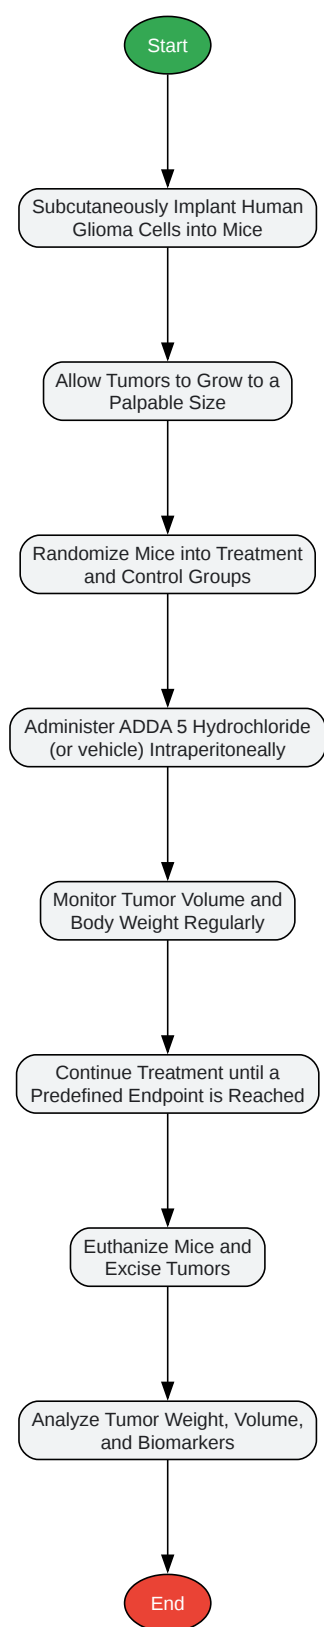 Start
Subcutaneously Implant Human
Glioma Cells into Mice
Allow Tumors to Grow to a
Palpable Size
Randomize Mice into Treatment
and Control Groups
Administer ADDA 5 Hydrochloride
(or vehicle) Intraperitoneally
Monitor Tumor Volume and
Body Weight Regularly
Continue Treatment until a
Predefined Endpoint is Reached
Euthanize Mice and
Excise Tumors
Analyze Tumor Weight, Volume,
and Biomarkers
End